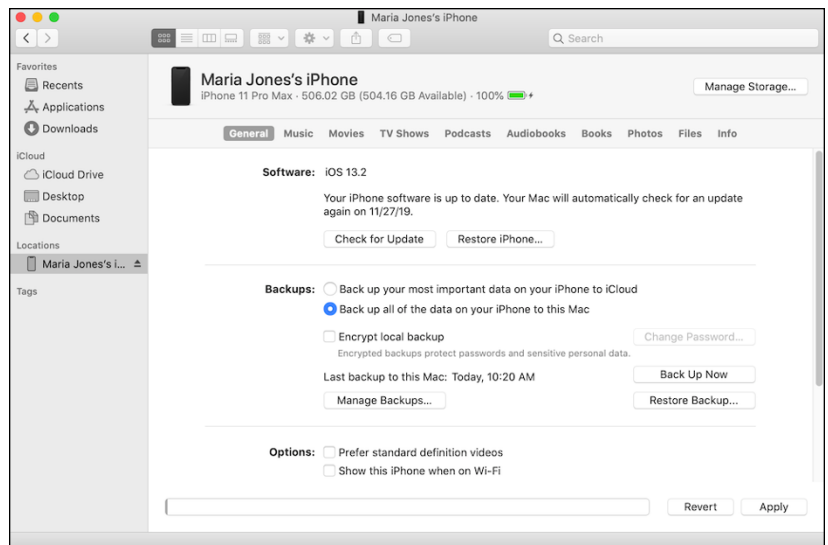 Maria Jones's iPhone
Search
Favorites
Recents
Applications
Downloads
iCloud
iCloud Drive
Desktop
Documents
Locations
Maria Jones's i...
Tags
Maria Jones's iPhone
iPhone 11 Pro Max · 506.02 GB (504.16 GB Available) · 100%
Manage Storage...
General Music Movies TV Shows Podcasts Audiobooks Books Photos Files Info
Software: iOS 13.2
Your iPhone software is up to date. Your Mac will automatically check for an update
again on 11/27/19.
Check for Update Restore iPhone...
Backups: Back up your most important data on your iPhone to iCloud
Back up all of the data on your iPhone to this Mac
Encrypt local backup Change Password...
Encrypted backups protect passwords and sensitive personal data.
Last backup to this Mac: Today, 10:20 AM Back Up Now
Manage Backups... Restore Backup...
Options: Prefer standard definition videos
Show this iPhone when on Wi-Fi
Revert Apply